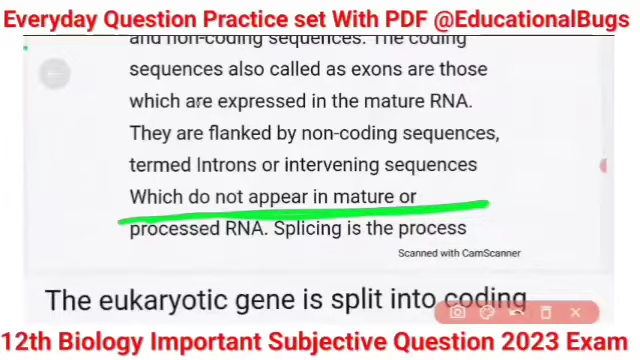 Everyday Question Practice set With PDF @EducationalBugs
and non-coding sequences. The coding
sequences also called as exons are those
which are expressed in the mature RNA.
They are flanked by non-coding sequences,
termed Introns or intervening sequences
Which do not appear in mature or
processed RNA. Splicing is the process
Scanned with CamScanner
The eukaryotic gene is split into coding
12th Biology Important Subjective Question 2023 Exam